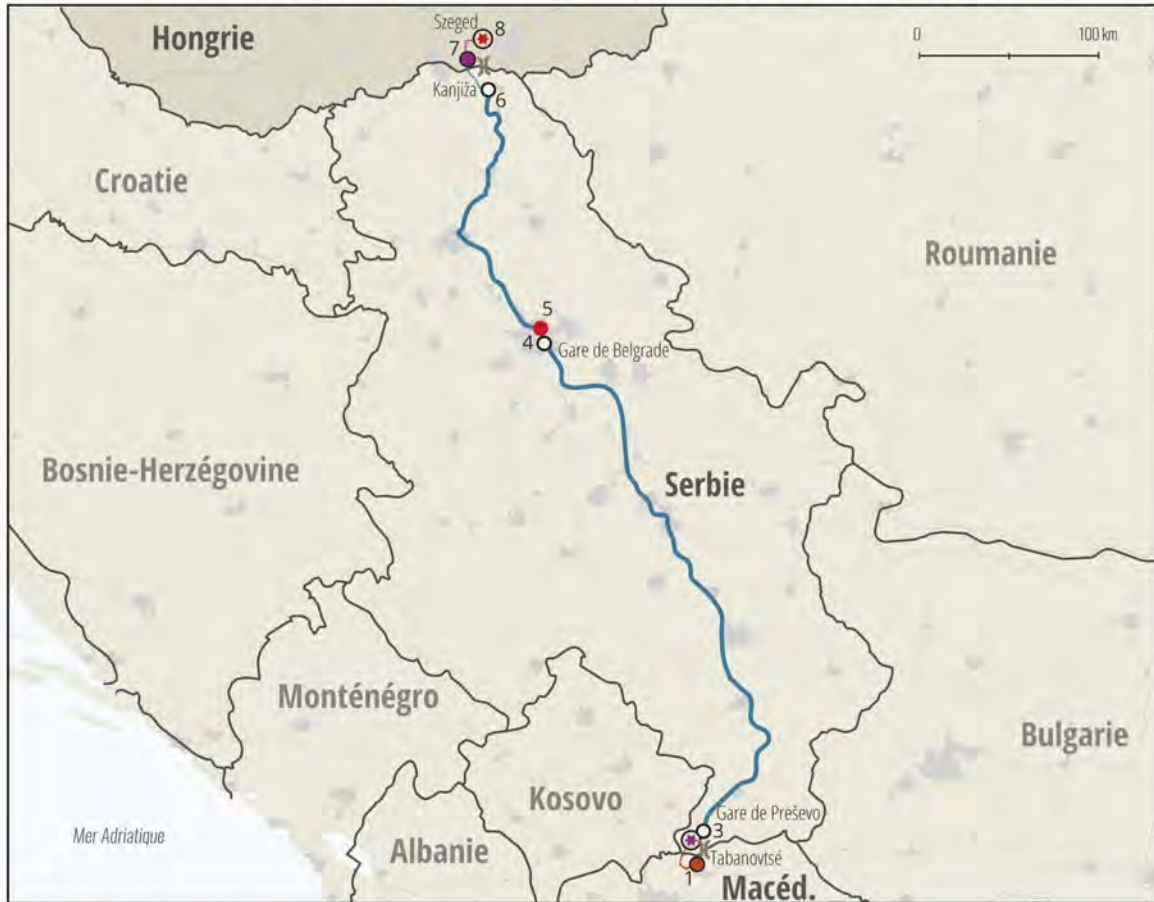 Hongrie
Szeged
8
7
0
100 km
Kanjiža
6
Croatie
Roumanie
5
4
Gare de Belgrade
Bosnie-Herzégovine
Serbie
Monténégro
Bulgarie
Kosovo
Gare de Preševo
3
Mer Adriatique
Albanie
Tabanovtsé
1
Macéd.